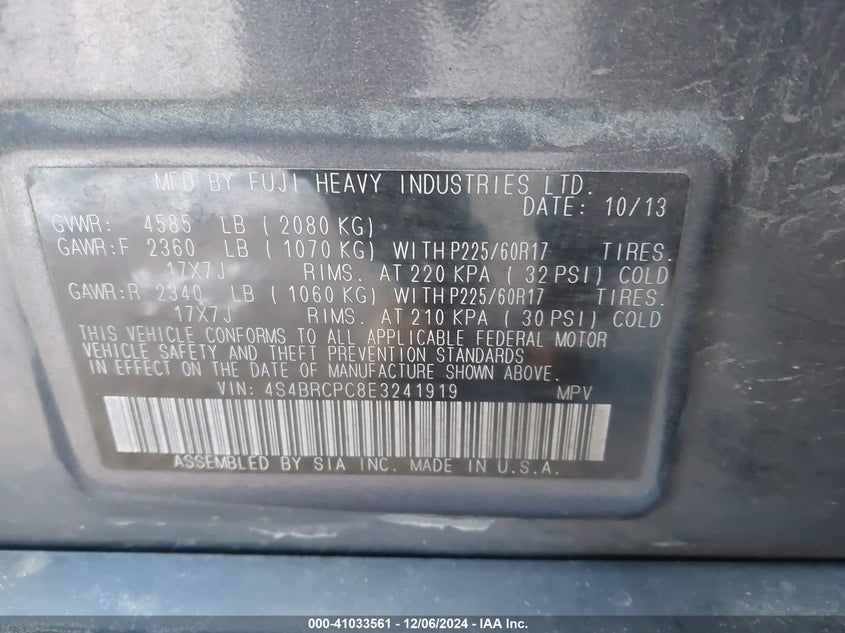 MFD BY FUJI HEAVY INDUSTRIES LTD.
DATE: 10/13
GVWR: 4585 LB ( 2080 KG)
GAWR:F 2360 LB ( 1070 KG) WITHP225/60R17 TIRES.
17X7J RIMS. AT 220 KPA ( 32 PSI) COLD
GAWR:R 2340 LB ( 1060 KG) WITHP225/60R17 TIRES.
17X7J RIMS. AT 210 KPA ( 30 PSI) COLD
THIS VEHICLE CONFORMS TO ALL APPLICABLE FEDERAL MOTOR
VEHICLE SAFETY AND THEFT PREVENTION STANDARDS
IN EFFECT ON THE DATE OF MANUFACTURE SHOWN ABOVE.
VIN: 4S4BRCPC8E3241919 MPV
ASSEMBLED BY SIA INC. MADE IN U.S.A.
000-41033561 - 12/06/2024 - IAA Inc.